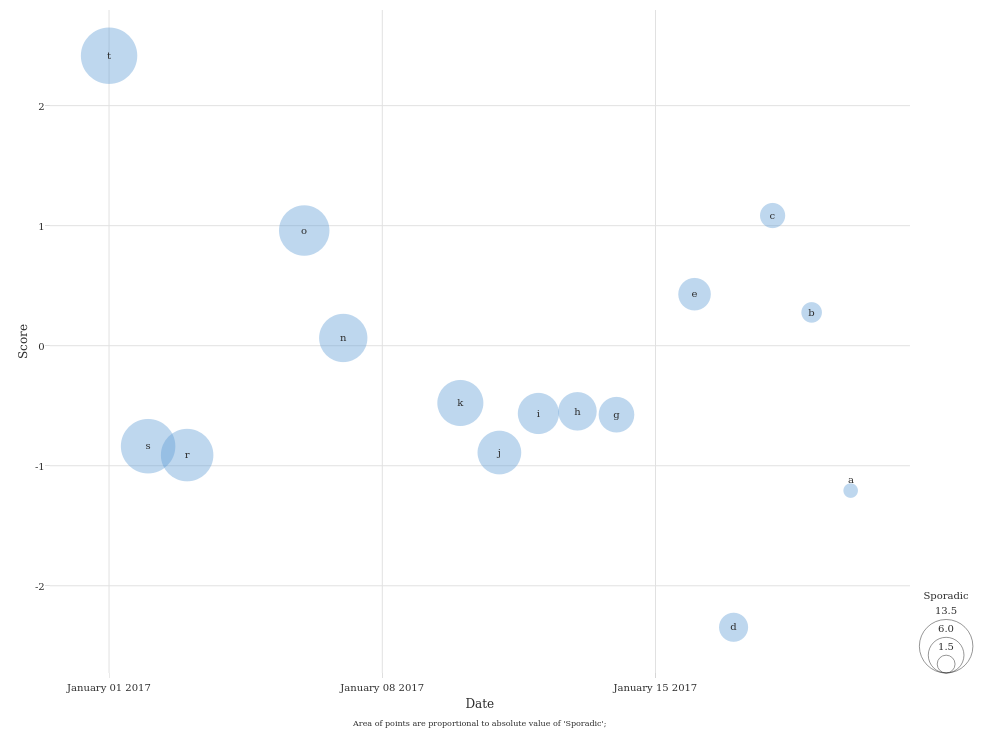 t
2
c
1
o
e
b
n
0
k
i
h
g
s
r
j
-1
a
-2
d
Score
Sporadic
13.5
6.0
1.5
January 01 2017
January 08 2017
January 15 2017
Date
Area of points are proportional to absolute value of 'Sporadic';